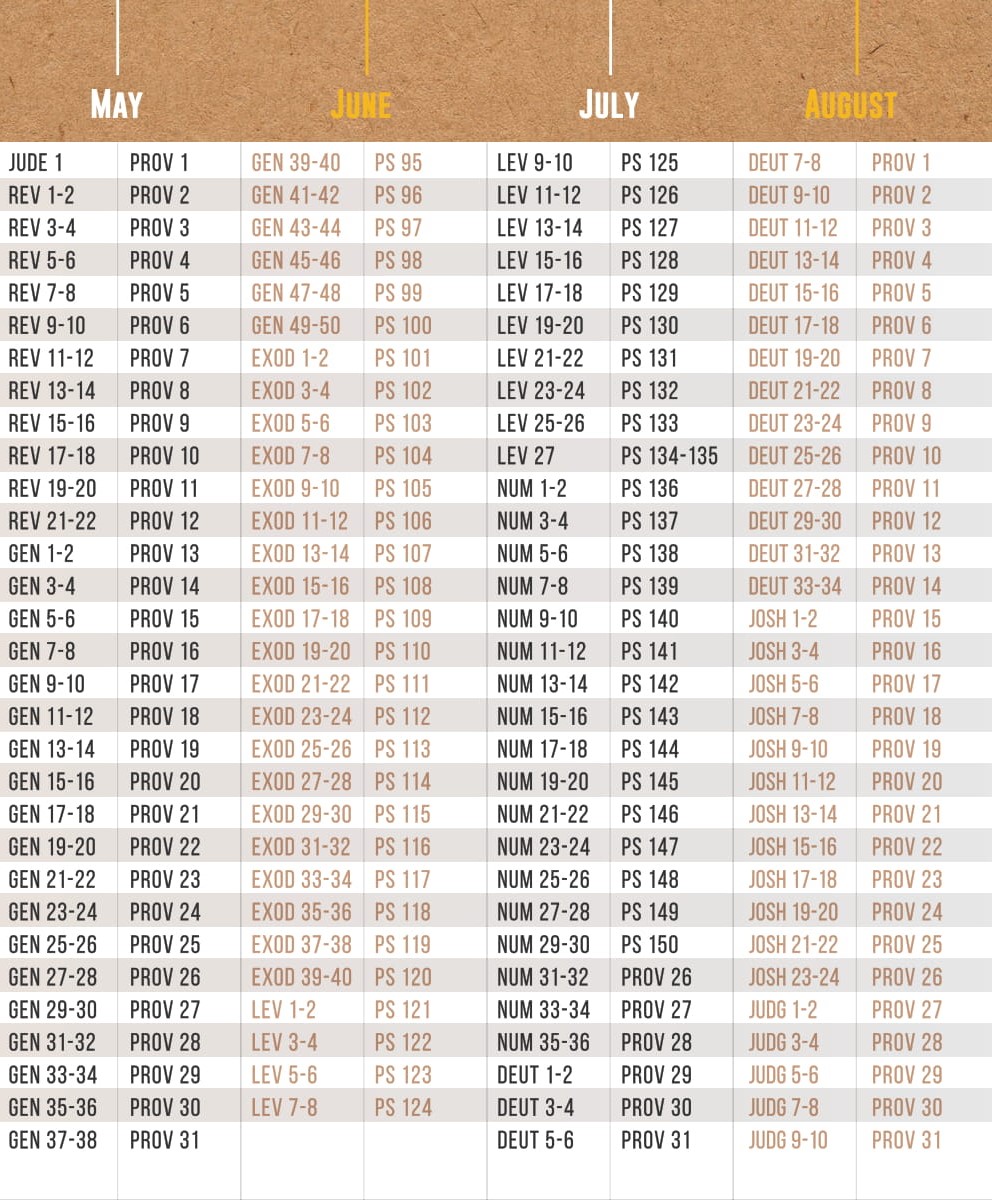 MAY JUNE JULY AUGUST
JUDE 1 PROV 1 GEN 39-40 PS 95 LEV 9-10 PS 125 DEUT 7-8 PROV 1
REV 1-2 PROV 2 GEN 41-42 PS 96 LEV 11-12 PS 126 DEUT 9-10 PROV 2
REV 3-4 PROV 3 GEN 43-44 PS 97 LEV 13-14 PS 127 DEUT 11-12 PROV 3
REV 5-6 PROV 4 GEN 45-46 PS 98 LEV 15-16 PS 128 DEUT 13-14 PROV 4
REV 7-8 PROV 5 GEN 47-48 PS 99 LEV 17-18 PS 129 DEUT 15-16 PROV 5
REV 9-10 PROV 6 GEN 49-50 PS 100 LEV 19-20 PS 130 DEUT 17-18 PROV 6
REV 11-12 PROV 7 EXOD 1-2 PS 101 LEV 21-22 PS 131 DEUT 19-20 PROV 7
REV 13-14 PROV 8 EXOD 3-4 PS 102 LEV 23-24 PS 132 DEUT 21-22 PROV 8
REV 15-16 PROV 9 EXOD 5-6 PS 103 LEV 25-26 PS 133 DEUT 23-24 PROV 9
REV 17-18 PROV 10 EXOD 7-8 PS 104 LEV 27 PS 134-135 DEUT 25-26 PROV 10
REV 19-20 PROV 11 EXOD 9-10 PS 105 NUM 1-2 PS 136 DEUT 27-28 PROV 11
REV 21-22 PROV 12 EXOD 11-12 PS 106 NUM 3-4 PS 137 DEUT 29-30 PROV 12
GEN 1-2 PROV 13 EXOD 13-14 PS 107 NUM 5-6 PS 138 DEUT 31-32 PROV 13
GEN 3-4 PROV 14 EXOD 15-16 PS 108 NUM 7-8 PS 139 DEUT 33-34 PROV 14
GEN 5-6 PROV 15 EXOD 17-18 PS 109 NUM 9-10 PS 140 JOSH 1-2 PROV 15
GEN 7-8 PROV 16 EXOD 19-20 PS 110 NUM 11-12 PS 141 JOSH 3-4 PROV 16
GEN 9-10 PROV 17 EXOD 21-22 PS 111 NUM 13-14 PS 142 JOSH 5-6 PROV 17
GEN 11-12 PROV 18 EXOD 23-24 PS 112 NUM 15-16 PS 143 JOSH 7-8 PROV 18
GEN 13-14 PROV 19 EXOD 25-26 PS 113 NUM 17-18 PS 144 JOSH 9-10 PROV 19
GEN 15-16 PROV 20 EXOD 27-28 PS 114 NUM 19-20 PS 145 JOSH 11-12 PROV 20
GEN 17-18 PROV 21 EXOD 29-30 PS 115 NUM 21-22 PS 146 JOSH 13-14 PROV 21
GEN 19-20 PROV 22 EXOD 31-32 PS 116 NUM 23-24 PS 147 JOSH 15-16 PROV 22
GEN 21-22 PROV 23 EXOD 33-34 PS 117 NUM 25-26 PS 148 JOSH 17-18 PROV 23
GEN 23-24 PROV 24 EXOD 35-36 PS 118 NUM 27-28 PS 149 JOSH 19-20 PROV 24
GEN 25-26 PROV 25 EXOD 37-38 PS 119 NUM 29-30 PS 150 JOSH 21-22 PROV 25
GEN 27-28 PROV 26 EXOD 39-40 PS 120 NUM 31-32 PROV 26 JOSH 23-24 PROV 26
GEN 29-30 PROV 27 LEV 1-2 PS 121 NUM 33-34 PROV 27 JUDG 1-2 PROV 27
GEN 31-32 PROV 28 LEV 3-4 PS 122 NUM 35-36 PROV 28 JUDG 3-4 PROV 28
GEN 33-34 PROV 29 LEV 5-6 PS 123 DEUT 1-2 PROV 29 JUDG 5-6 PROV 29
GEN 35-36 PROV 30 LEV 7-8 PS 124 DEUT 3-4 PROV 30 JUDG 7-8 PROV 30
GEN 37-38 PROV 31 DEUT 5-6 PROV 31 JUDG 9-10 PROV 31